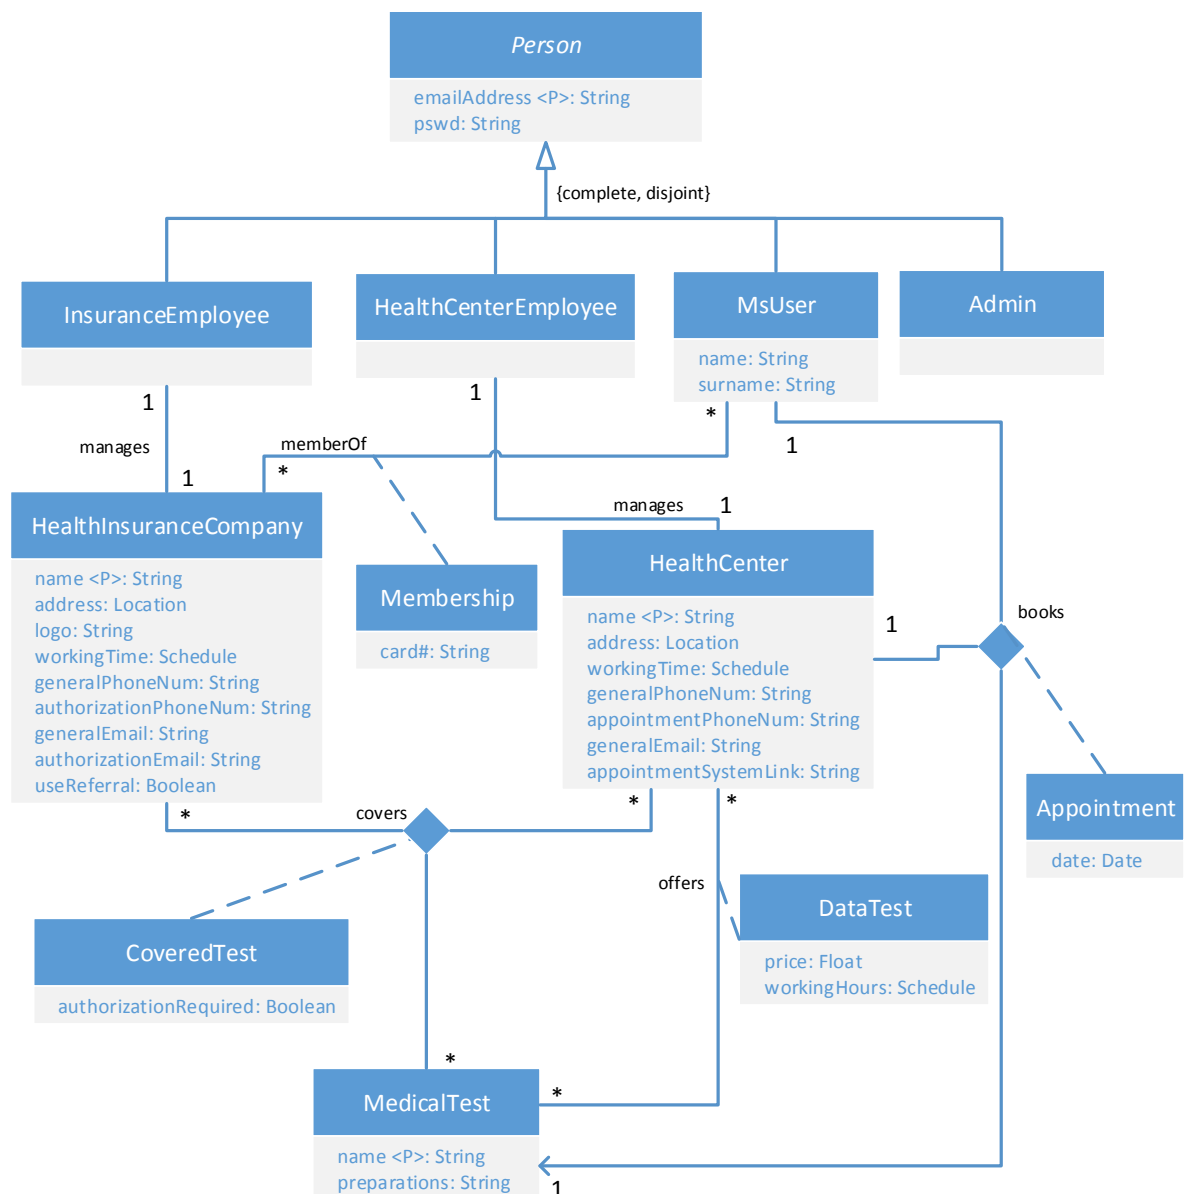 Person
emailAddress <P>: String
pswd: String
{complete, disjoint}
InsuranceEmployee
HealthCenterEmployee
MsUser
name: String
surname: String
Admin
1
manages
1
1
manages
1
*
memberOf
*
1
HealthInsuranceCompany
name <P>: String
address: Location
logo: String
workingTime: Schedule
generalPhoneNum: String
authorizationPhoneNum: String
generalEmail: String
authorizationEmail: String
useReferral: Boolean
Membership
card#: String
HealthCenter
name <P>: String
address: Location
workingTime: Schedule
generalPhoneNum: String
appointmentPhoneNum: String
generalEmail: String
appointmentSystemLink: String
1
books
Appointment
date: Date
*
covers
*
*
offers
CoveredTest
authorizationRequired: Boolean
DataTest
price: Float
workingHours: Schedule
*
*
MedicalTest
name <P>: String
preparations: String
1